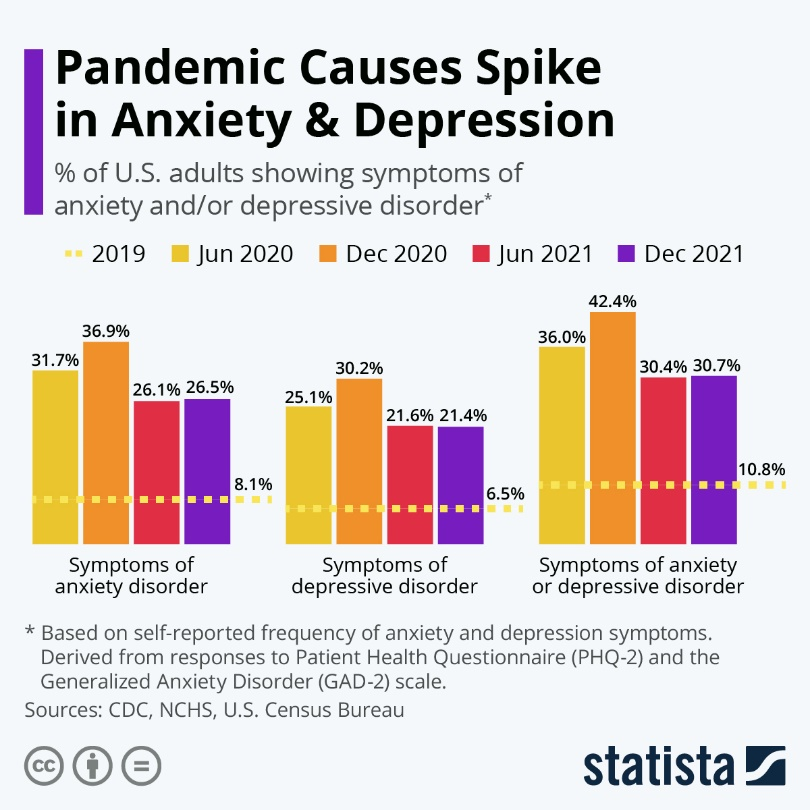 Pandemic Causes Spike
in Anxiety & Depression
% of U.S. adults showing symptoms of
anxiety and/or depressive disorder*
2019 Jun 2020 Dec 2020 Jun 2021 Dec 2021
31.7% 36.9% 26.1% 26.5% 8.1%
25.1% 30.2% 21.6% 21.4% 6.5%
36.0% 42.4% 30.4% 30.7% 10.8%
Symptoms of
anxiety disorder
Symptoms of
depressive disorder
Symptoms of anxiety
or depressive disorder
* Based on self-reported frequency of anxiety and depression symptoms.
Derived from responses to Patient Health Questionnaire (PHQ-2) and the
Generalized Anxiety Disorder (GAD-2) scale.
Sources: CDC, NCHS, U.S. Census Bureau
cc =
statista